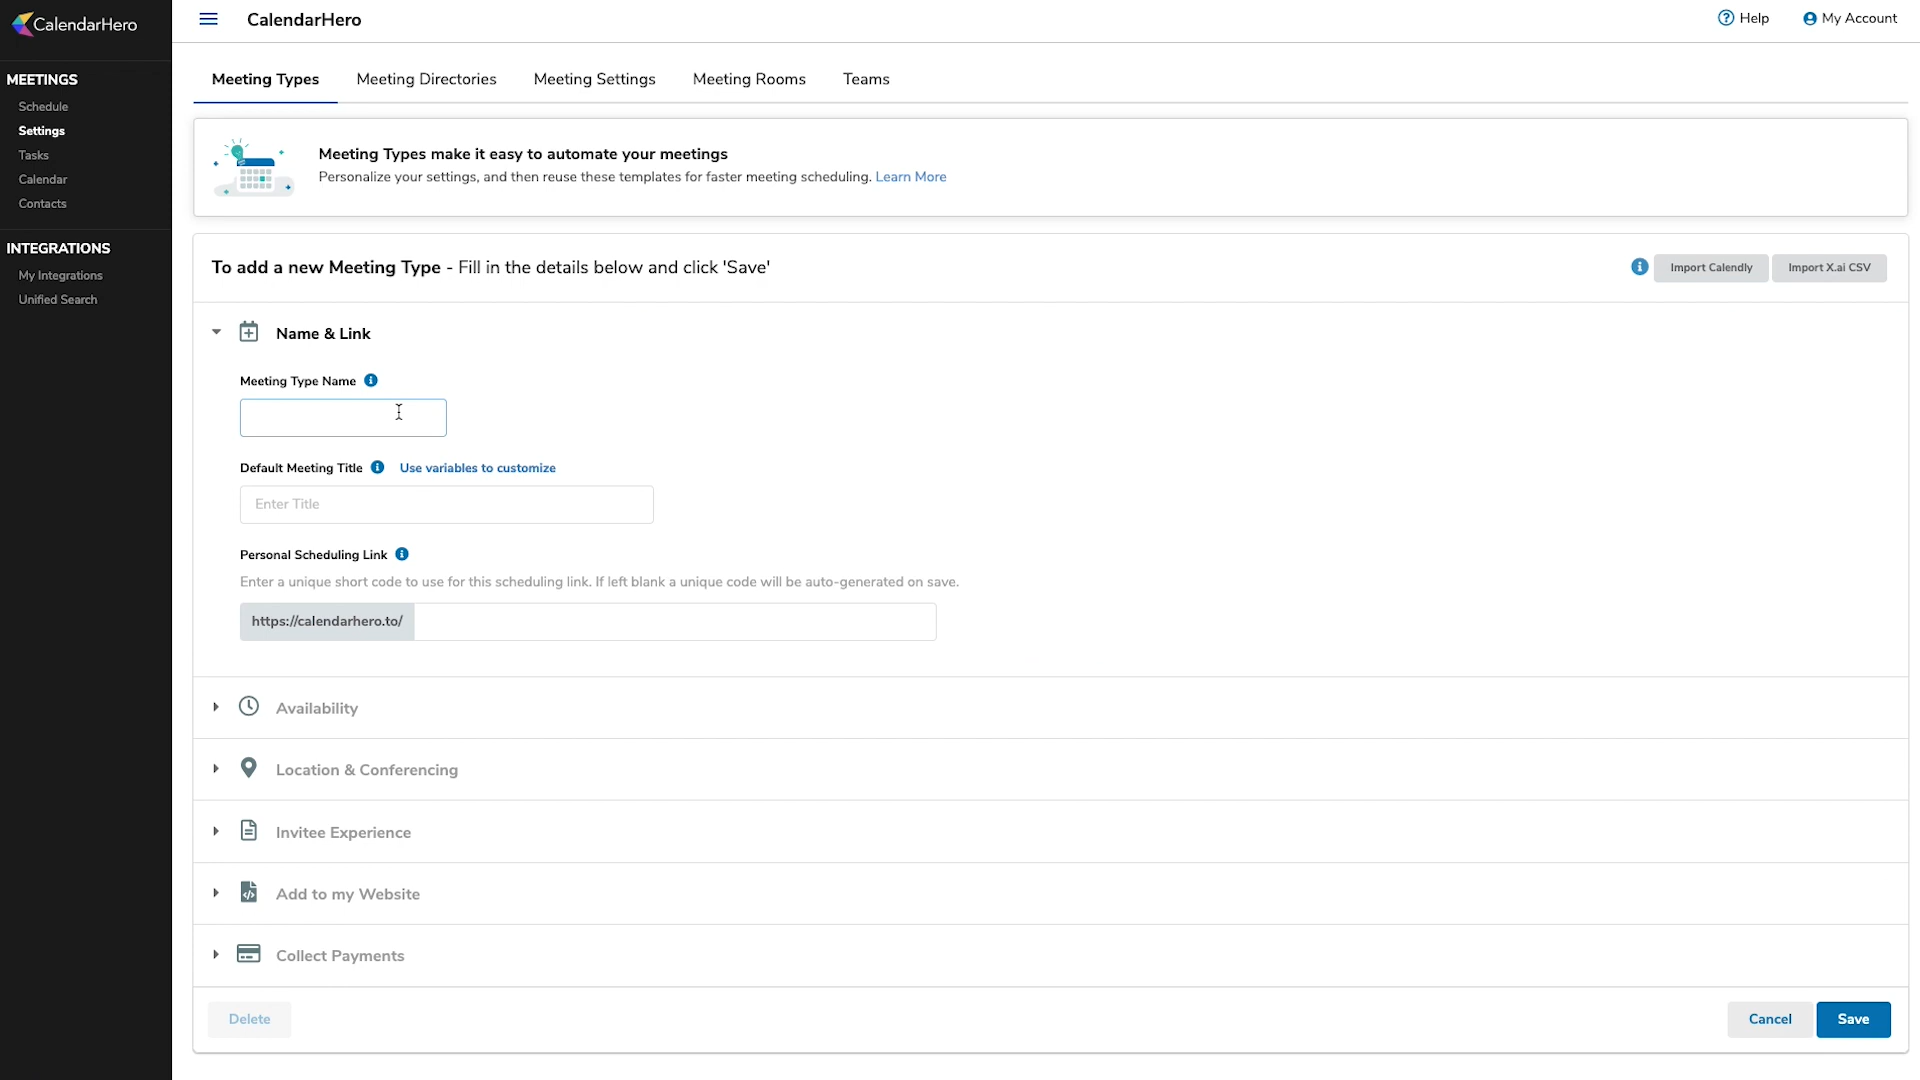 CalendarHero
CalendarHero
Help
My Account
MEETINGS
Schedule
Settings
Tasks
Calendar
Contacts
INTEGRATIONS
My Integrations
Unified Search
Meeting Types
Meeting Directories
Meeting Settings
Meeting Rooms
Teams
Meeting Types make it easy to automate your meetings
Personalize your settings, and then reuse these templates for faster meeting scheduling. Learn More
To add a new Meeting Type - Fill in the details below and click 'Save'
Import Calendly
Import X.ai CSV
Name & Link
Meeting Type Name
Default Meeting Title Use variables to customize
Enter Title
Personal Scheduling Link
Enter a unique short code to use for this scheduling link. If left blank a unique code will be auto-generated on save.
https://calendarhero.to/
Availability
Location & Conferencing
Invitee Experience
Add to my Website
Collect Payments
Delete
Cancel
Save